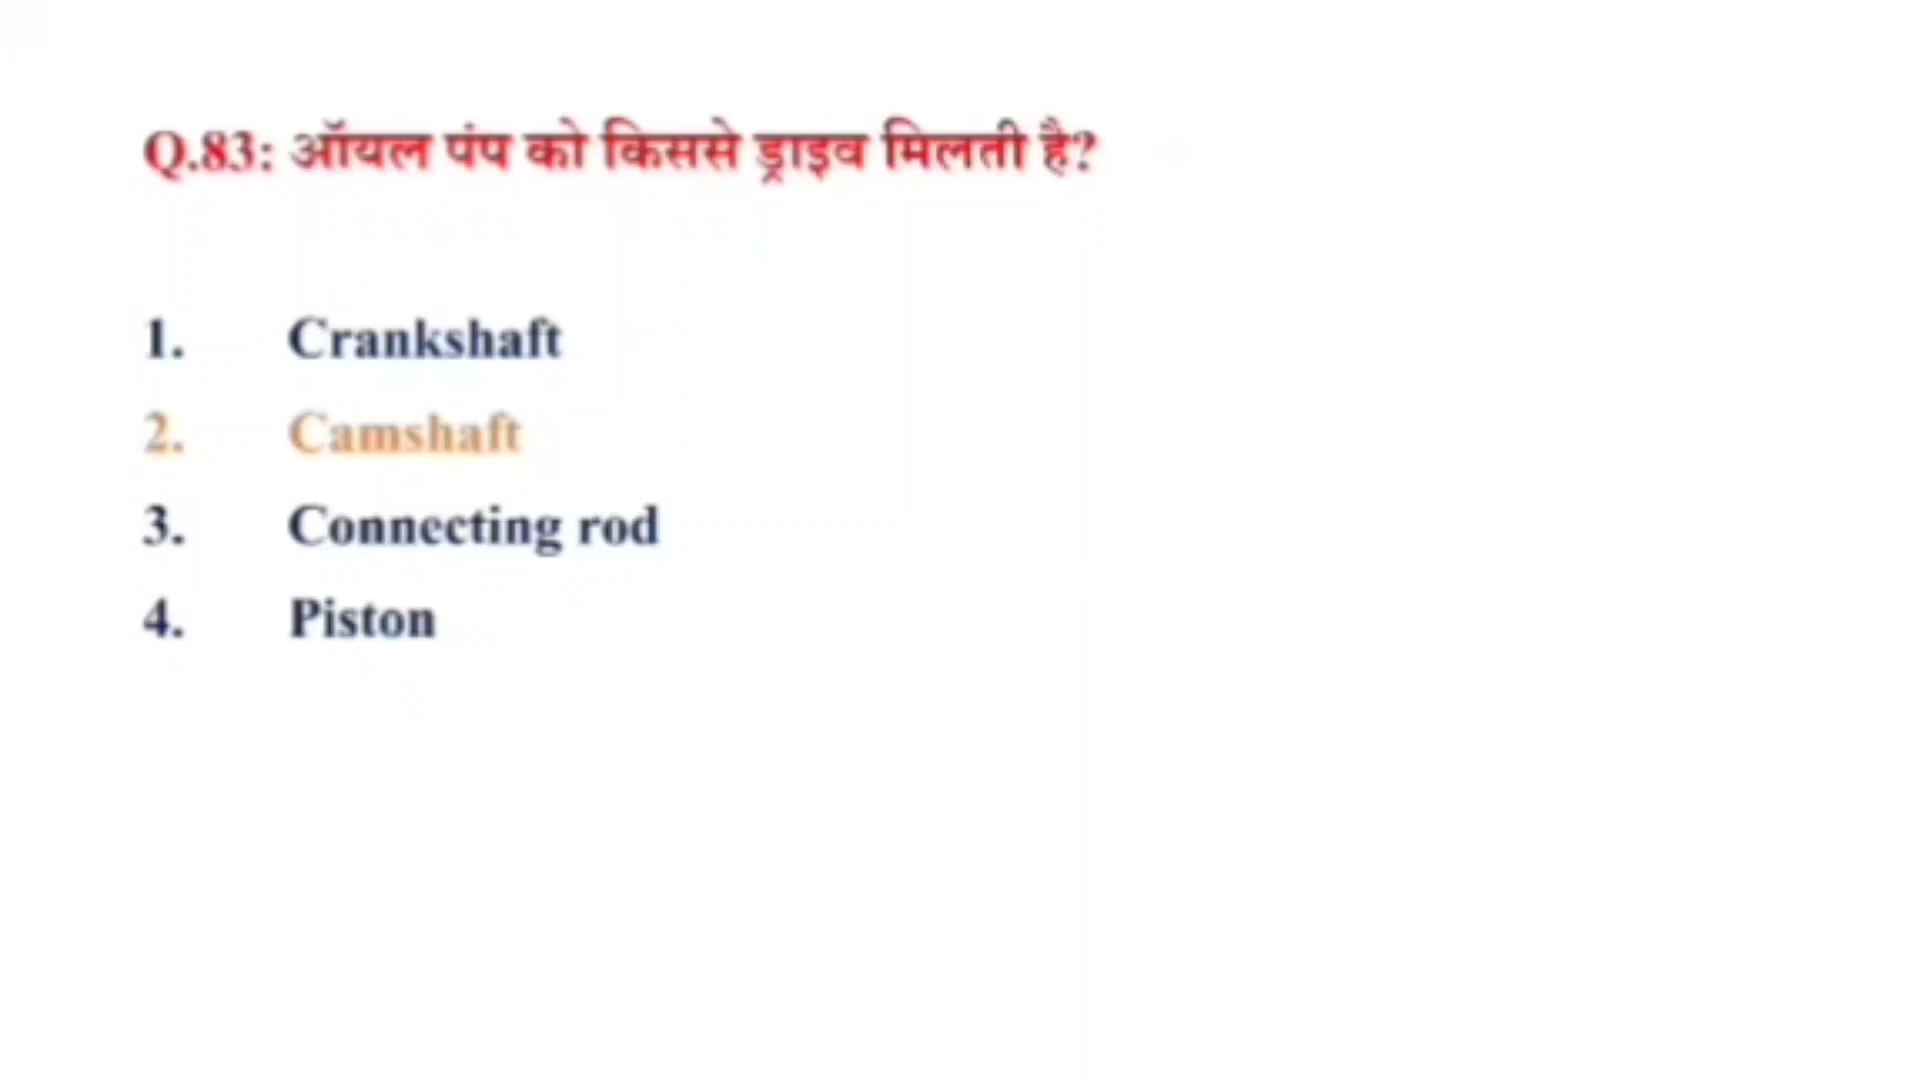 Q.83: ऑयल पंप को किससे ड्राइव मिलती है?
1. Crankshaft
2. Camshaft
3. Connecting rod
4. Piston